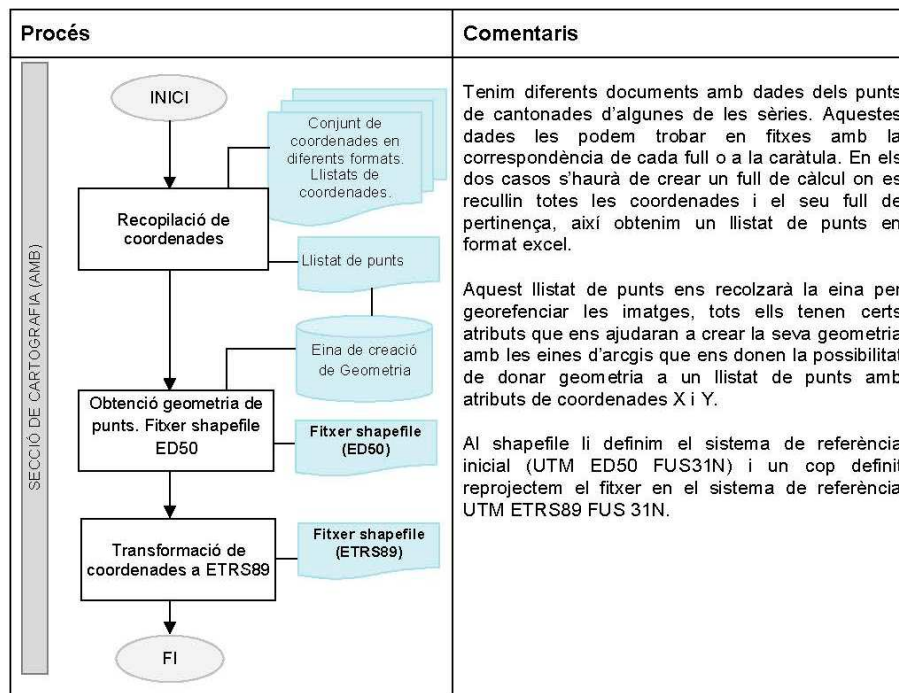 Procés
Comentaris
SECCIÓ DE CARTOGRAFIA (AMB)
INICI
Conjunt de
coordenades en
diferents formats.
Llistats de
coordenades.
Recopilació de
coordenades
Llistat de punts
Eina de creació
de Geometria
Obtenció geometria de
punts. Fitxer shapefile
ED50
Fitxer shapefile
(ED50)
Transformació de
coordenades a ETRS89
Fitxer shapefile
(ETRS89)
FI
Tenim diferents documents amb dades dels punts
de cantonades d'algunes de les sèries. Aquestes
dades les podem trobar en fitxes amb la
correspondència de cada full o a la caràtula. En els
dos casos s'haurà de crear un full de càlcul on es
recullin totes les coordenades i el seu full de
pertinença, així obtenim un llistat de punts en
format excel.
Aquest llistat de punts ens recolzarà la eina per
georefenciar les imatges, tots ells tenen certs
atributs que ens ajudaran a crear la seva geometria
amb les eines d'arcgis que ens donen la possibilitat
de donar geometria a un llistat de punts amb
atributs de coordenades X i Y.
Al shapefile li definim el sistema de referència
inicial (UTM ED50 FUS31N) i un cop definit
reprojectem el fitxer en el sistema de referència
UTM ETRS89 FUS 31N.